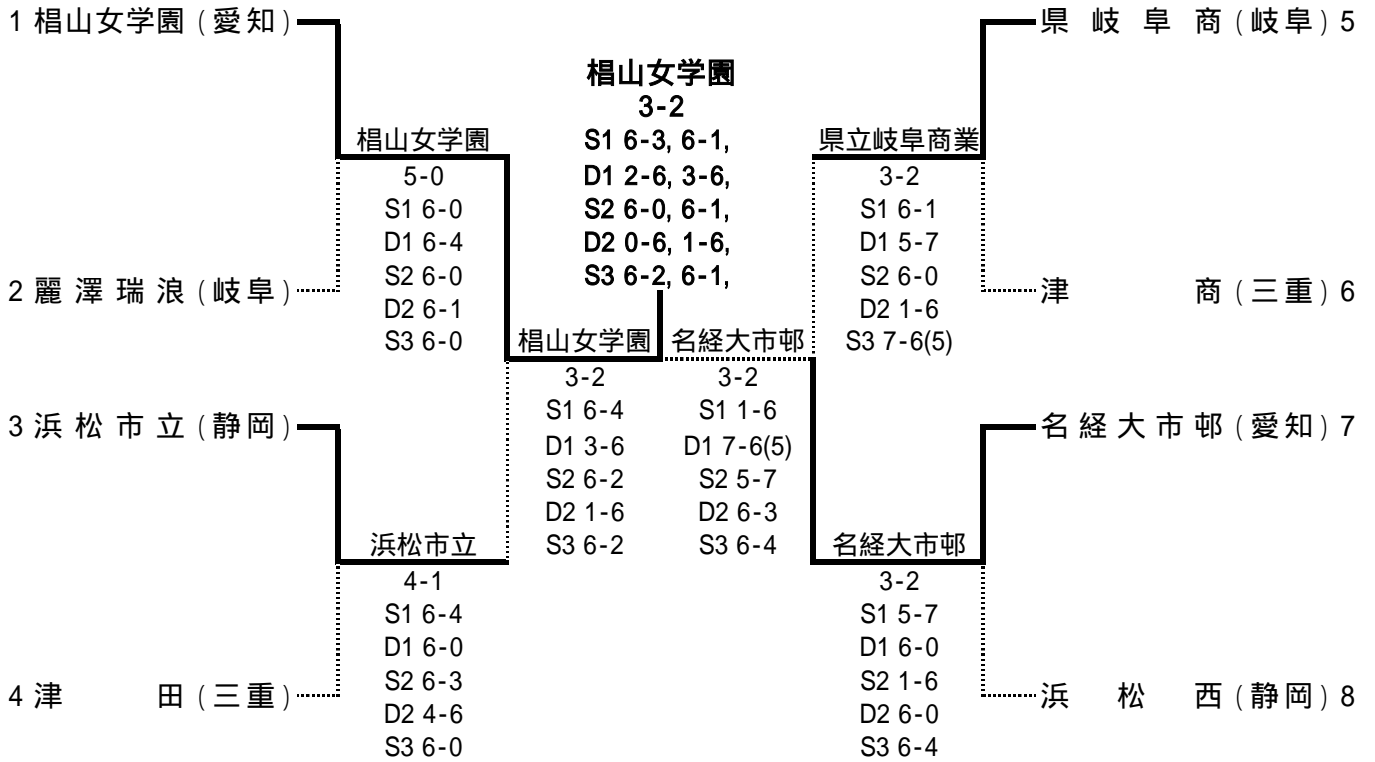 1 椙山女学園 (愛知)
2 麗澤瑞浪 (岐阜)
3 浜松市立 (静岡)
4 津 田 (三重)
椙山女学園
5-0
S1 6-0
D1 6-4
S2 6-0
D2 6-1
S3 6-0
浜松市立
4-1
S1 6-4
D1 6-0
S2 6-3
D2 4-6
S3 6-0
椙山女学園
3-2
S1 6-4
D1 3-6
S2 6-2
D2 1-6
S3 6-2
椙山女学園
3-2
S1 6-3, 6-1,
D1 2-6, 3-6,
S2 6-0, 6-1,
D2 0-6, 1-6,
S3 6-2, 6-1,
名経大市邨
3-2
S1 1-6
D1 7-6(5)
S2 5-7
D2 6-3
S3 6-4
県立岐阜商業
3-2
S1 6-1
D1 5-7
S2 6-0
D2 1-6
S3 7-6(5)
名経大市邨
3-2
S1 5-7
D1 6-0
S2 1-6
D2 6-0
S3 6-4
県岐阜商 (岐阜) 5
津 商 (三重) 6
名経大市邨 (愛知) 7
浜松西 (静岡) 8